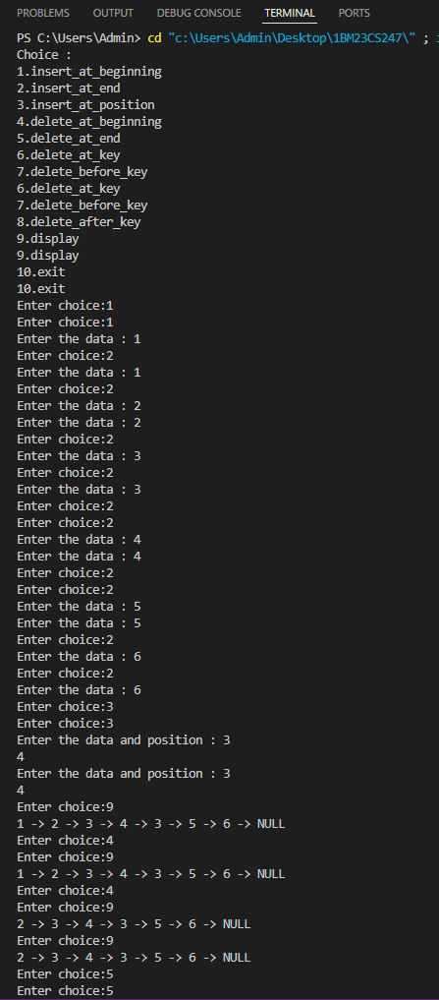 PROBLEMS OUTPUT DEBUG CONSOLE TERMINAL PORTS
PS C:\Users\Admin> cd "c:\Users\Admin\Desktop\1BM23CS247\" ;
Choice :
1.insert_at_beginning
2.insert_at_end
3.insert_at_position
4.delete_at_beginning
5.delete_at_end
6.delete_at_key
7.delete_before_key
6.delete_at_key
7.delete_before_key
8.delete_after_key
9.display
9.display
10.exit
10.exit
Enter choice:1
Enter choice:1
Enter the data : 1
Enter choice:2
Enter the data : 1
Enter choice:2
Enter the data : 2
Enter the data : 2
Enter choice:2
Enter the data : 3
Enter choice:2
Enter the data : 3
Enter choice:2
Enter choice:2
Enter the data : 4
Enter the data : 4
Enter choice:2
Enter choice:2
Enter the data : 5
Enter the data : 5
Enter choice:2
Enter the data : 6
Enter choice:2
Enter the data : 6
Enter choice:3
Enter choice:3
Enter the data and position : 3
4
Enter the data and position : 3
4
Enter choice:9
1 -> 2 -> 3 -> 4 -> 3 -> 5 -> 6 -> NULL
Enter choice:4
Enter choice:9
1 -> 2 -> 3 -> 4 -> 3 -> 5 -> 6 -> NULL
Enter choice:4
Enter choice:9
2 -> 3 -> 4 -> 3 -> 5 -> 6 -> NULL
Enter choice:9
2 -> 3 -> 4 -> 3 -> 5 -> 6 -> NULL
Enter choice:5
Enter choice:5